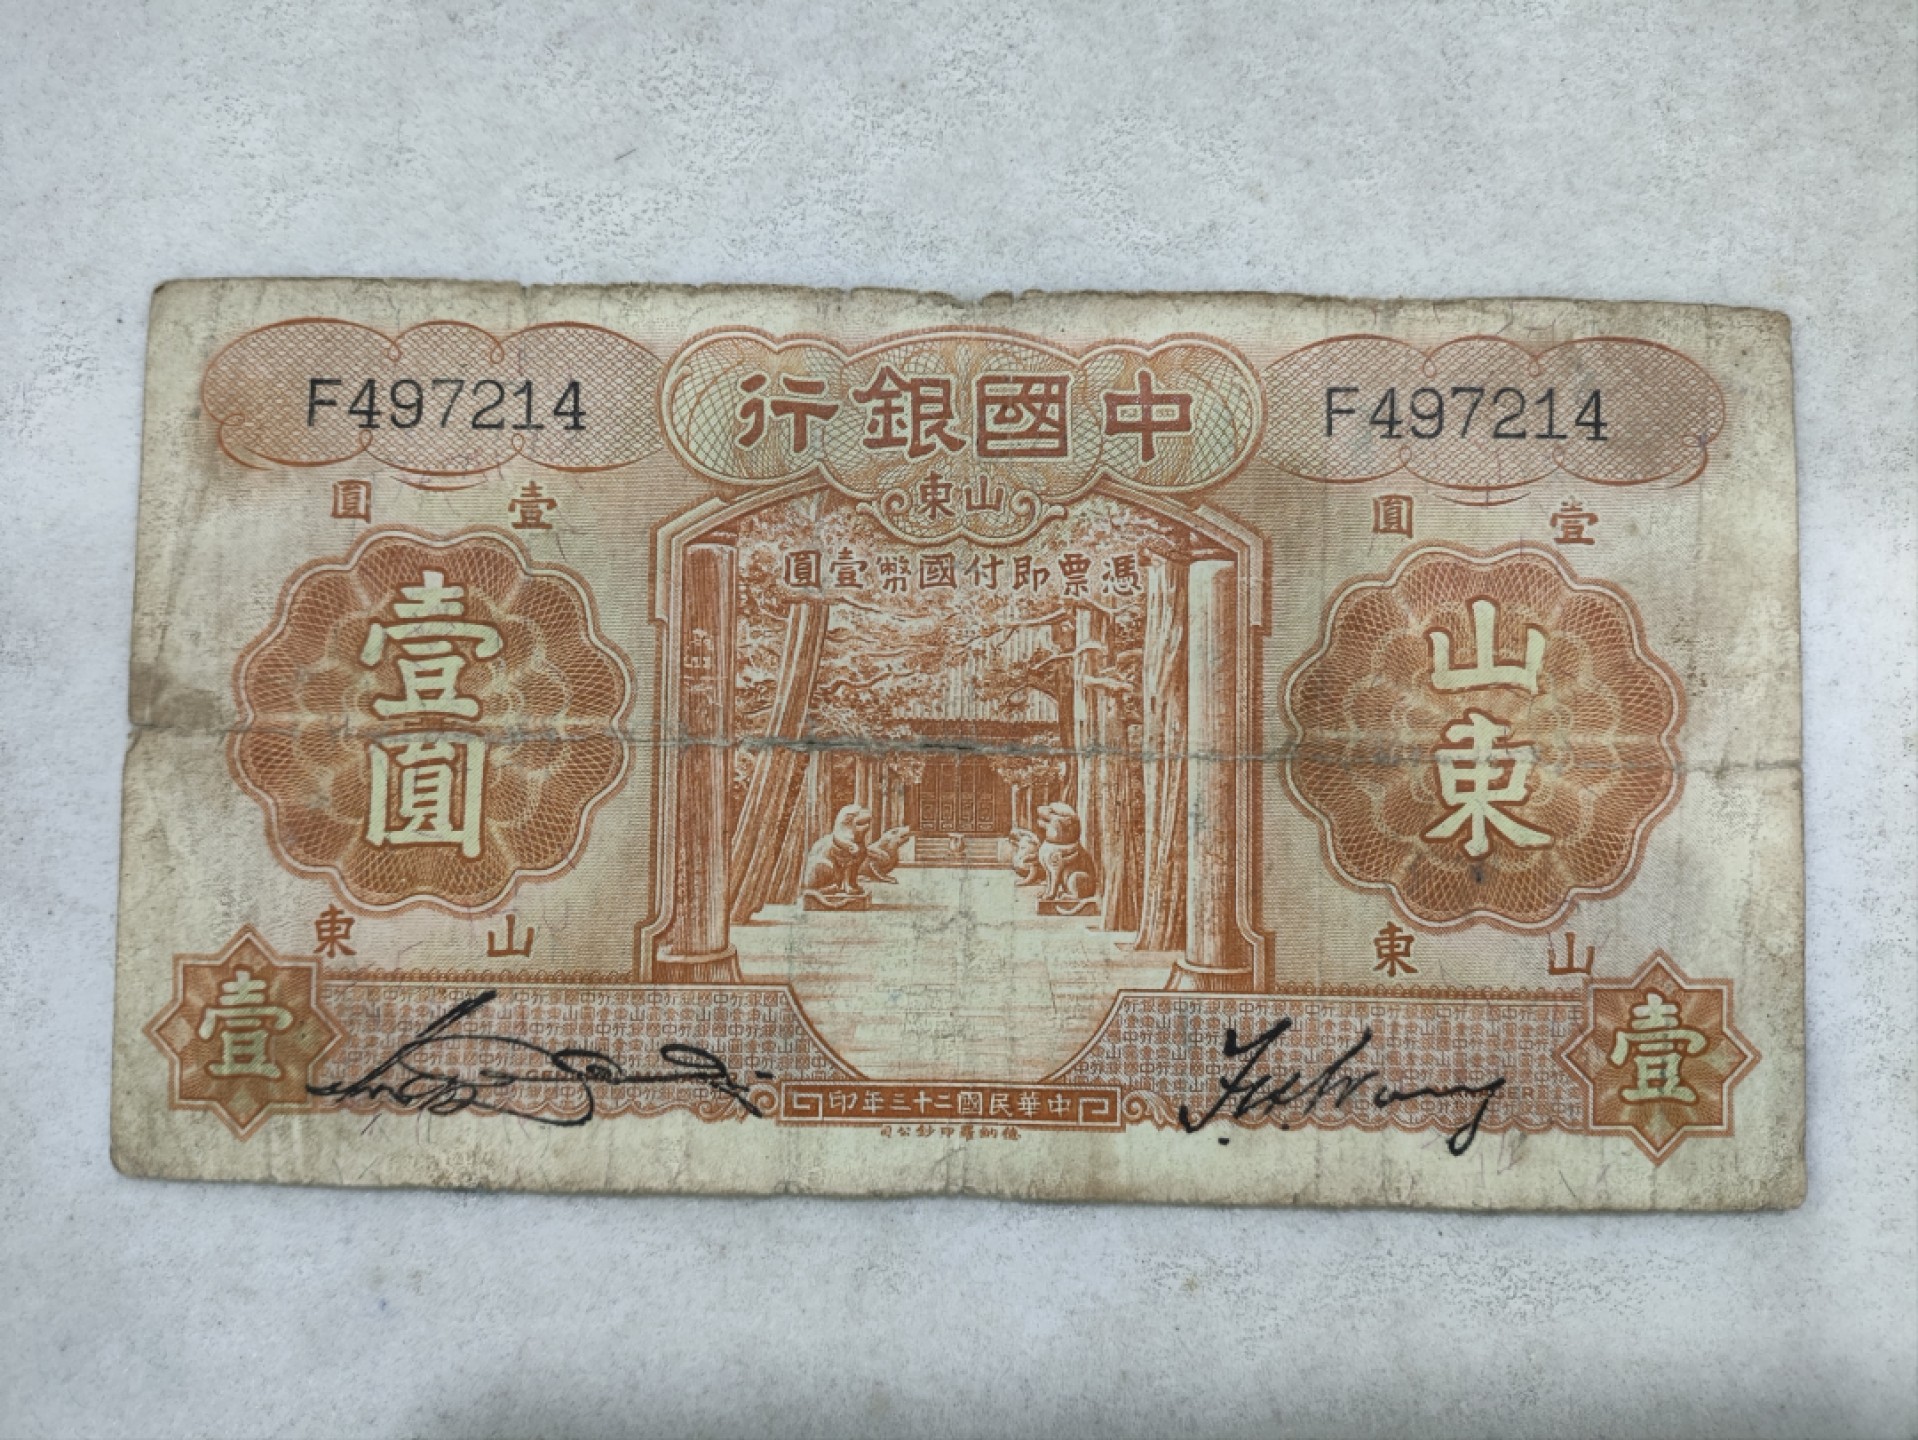 F497214
中國銀行
F497214
山東
壹圓
壹圓
憑票即付國幣壹圓
壹圓
山東
山東
山東
壹
壹
中華民國二十三年印
德納羅印鈔公司